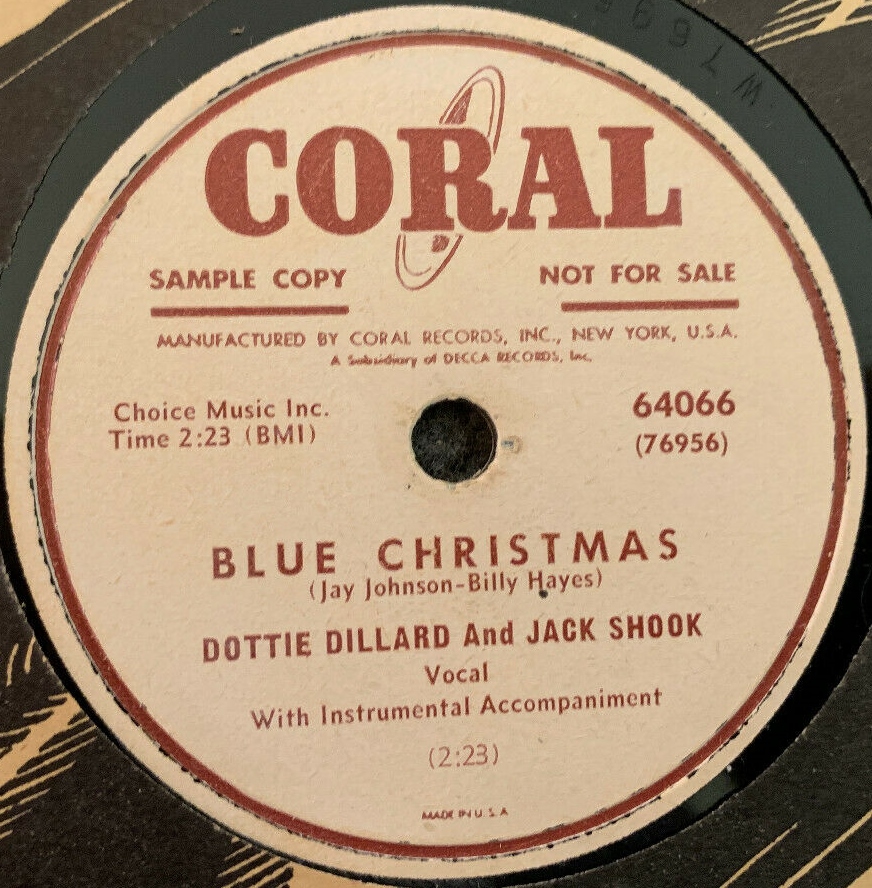 CORAL
SAMPLE COPY NOT FOR SALE
MANUFACTURED BY CORAL RECORDS, INC., NEW YORK, U.S.A.
A Subsidiary of DECCA RECORDS, Inc.
Choice Music Inc. 64066
Time 2:23 (BMI) (76956)
BLUE CHRISTMAS
(Jay Johnson-Billy Hayes)
DOTTIE DILLARD And JACK SHOOK
Vocal
With Instrumental Accompaniment
(2:23)
MADE IN U.S.A